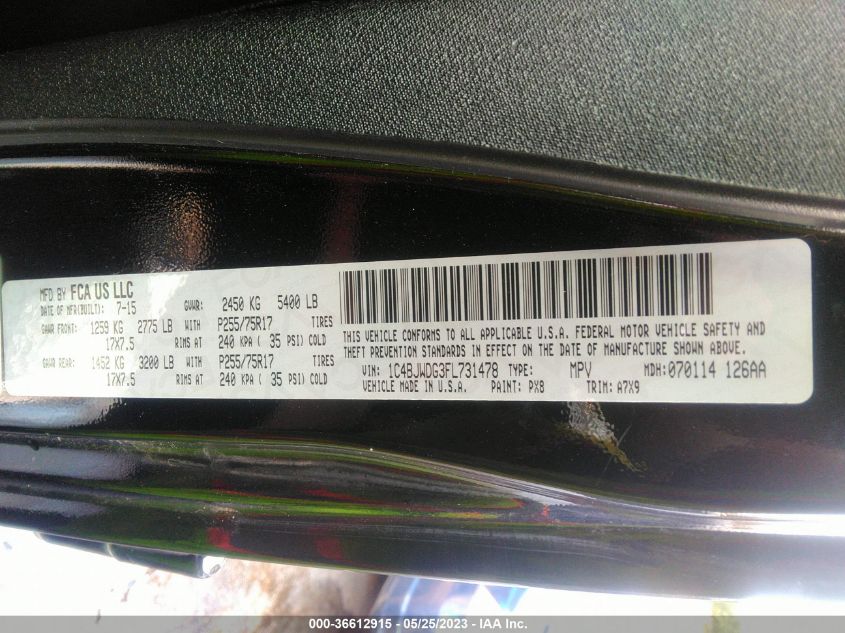 MFD BY FCA US LLC
DATE OF MFR(BUILT): 7-15 GVWR: 2450 KG 5400 LB
GAWR FRONT: 1259 KG 2775 LB WITH P255/75R17 TIRES
17X7.5 RIMS AT 240 KPA ( 35 PSI) COLD
GAWR REAR: 1452 KG 3200 LB WITH P255/75R17 TIRES
17X7.5 RIMS AT 240 KPA ( 35 PSI) COLD
THIS VEHICLE CONFORMS TO ALL APPLICABLE U.S.A. FEDERAL MOTOR VEHICLE SAFETY AND
THEFT PREVENTION STANDARDS IN EFFECT ON THE DATE OF MANUFACTURE SHOWN ABOVE.
VIN: 1C4BJWDG3FL731478 TYPE: MPV MDH:070114 126AA
VEHICLE MADE IN U.S.A. PAINT: PX8 TRIM: A7X9
000-36612915 - 05/25/2023 - IAA Inc.